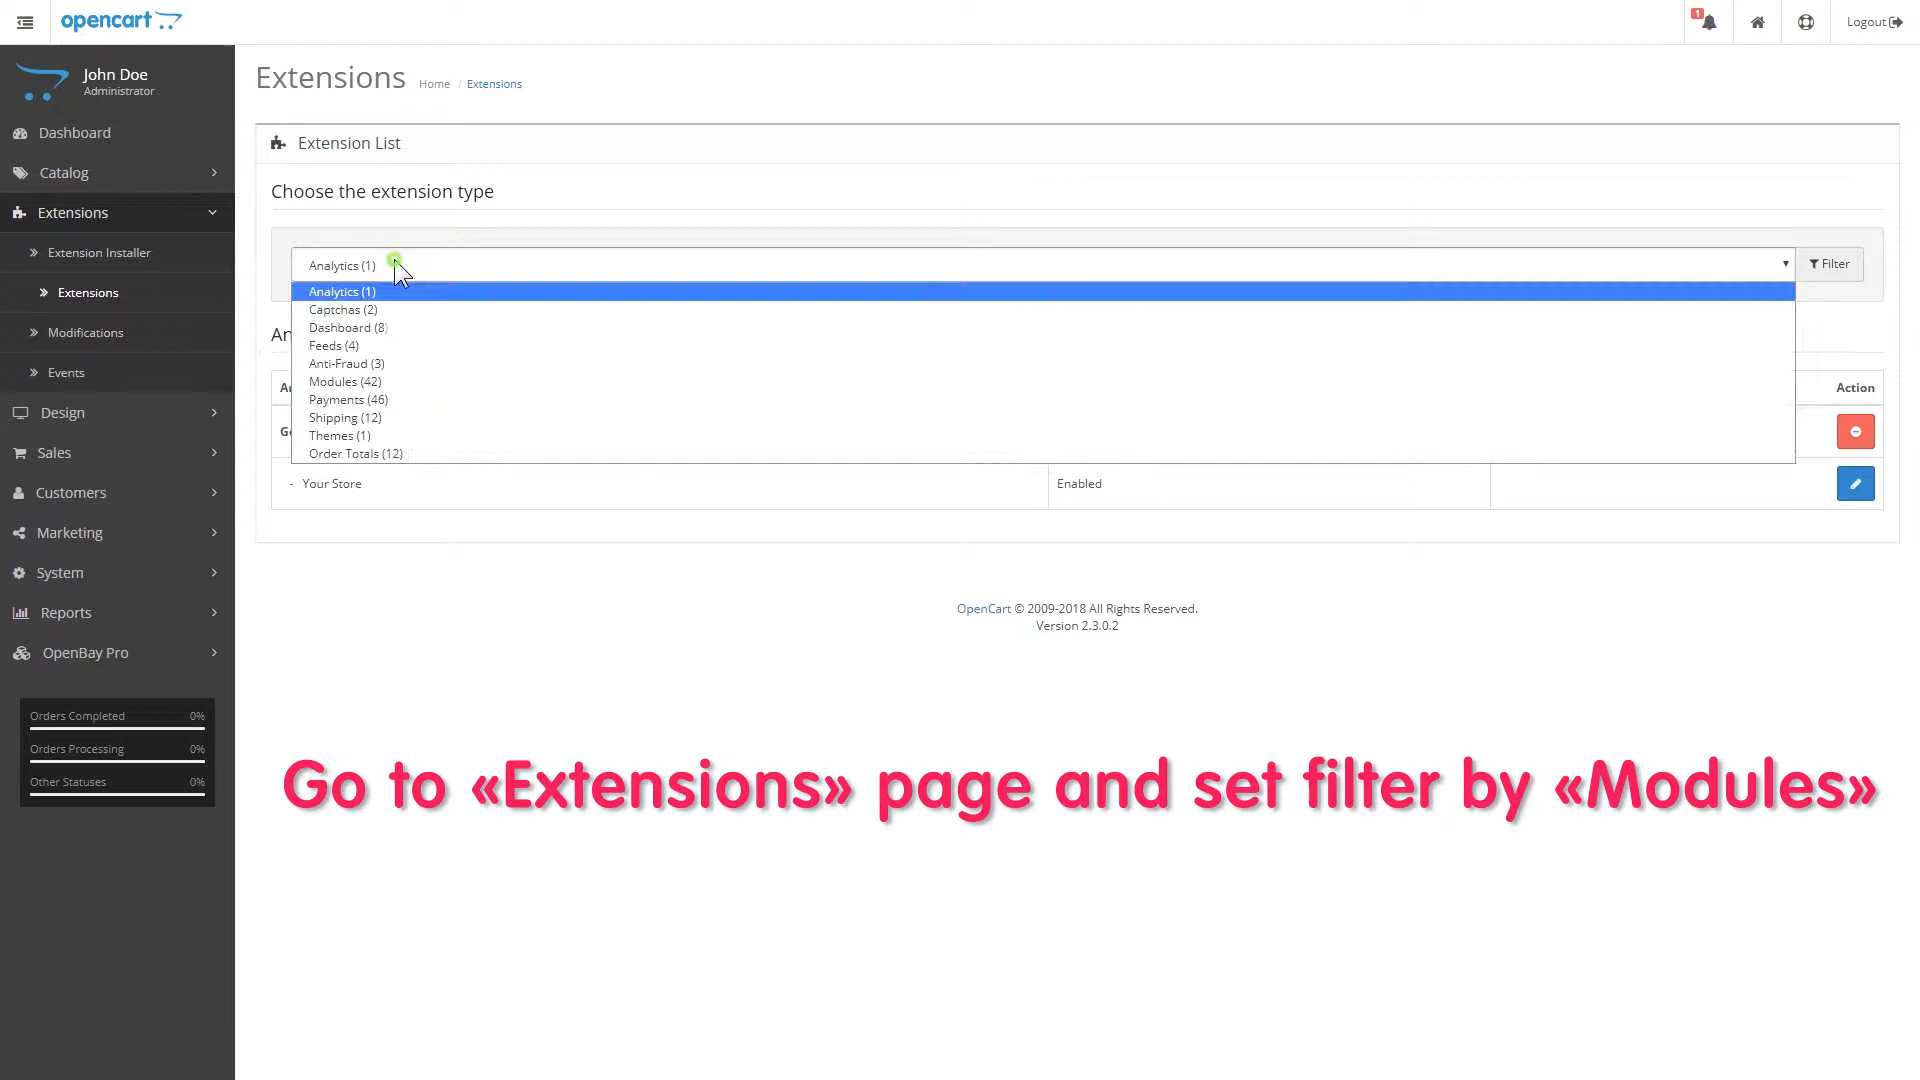 opencart
1
Logout
John Doe
Administrator
Dashboard
Catalog
Extensions
Extension Installer
Extensions
Modifications
Events
Design
Sales
Customers
Marketing
System
Reports
OpenBay Pro
Orders Completed 0%
Orders Processing 0%
Other Statuses 0%
Extensions Home / Extensions
Extension List
Choose the extension type
Analytics (1)
Filter
Analytics (1)
Captchas (2)
Dashboard (8)
Feeds (4)
Anti-Fraud (3)
Modules (42)
Payments (46)
Shipping (12)
Themes (1)
Order Totals (12)
Action
- Your Store Enabled
OpenCart © 2009-2018 All Rights Reserved.
Version 2.3.0.2
Go to «Extensions» page and set filter by «Modules»